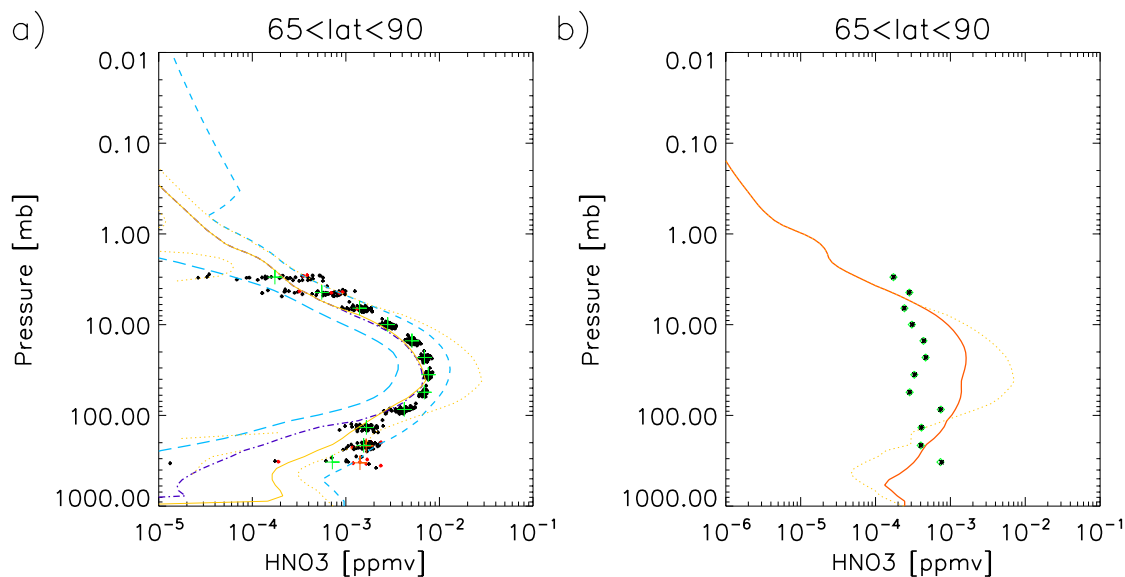 a)
65<lat<90
Pressure [mb]
0.01
0.10
1.00
10.00
100.00
1000.00
10⁻⁵ 10⁻⁴ 10⁻³ 10⁻² 10⁻¹
HNO3 [ppmv]
b)
65<lat<90
Pressure [mb]
0.01
0.10
1.00
10.00
100.00
1000.00
10⁻⁶ 10⁻⁵ 10⁻⁴ 10⁻³ 10⁻² 10⁻¹
HNO3 [ppmv]